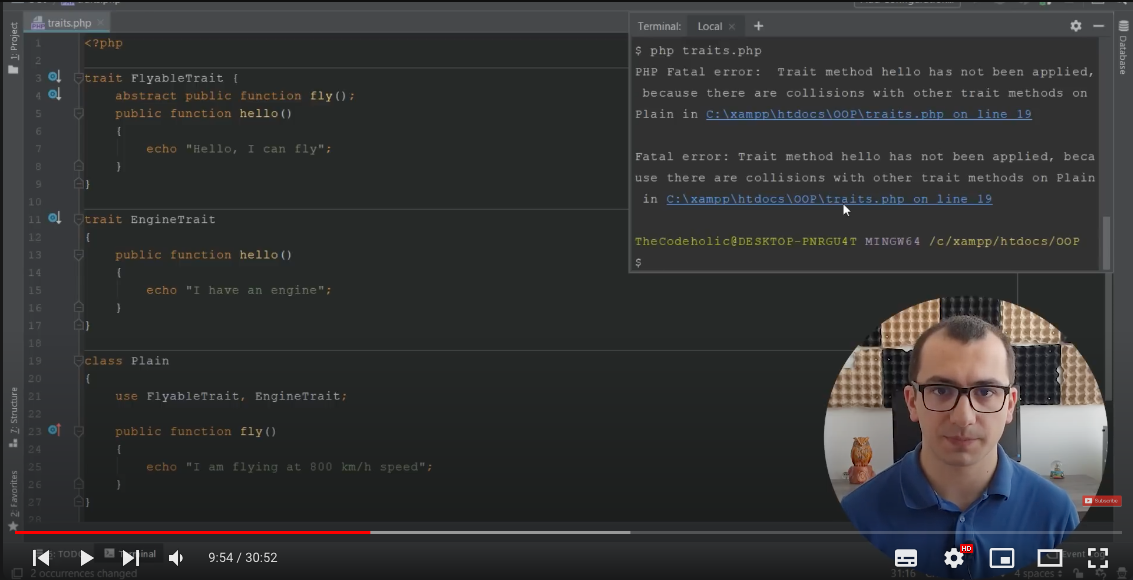 traits.php
Terminal: Local
1: Project
Database
1 <?php
2
3 trait FlyableTrait {
4 abstract public function fly();
5 public function hello()
6 {
7 echo "Hello, I can fly";
8 }
9 }
10
11 trait EngineTrait
12 {
13 public function hello()
14 {
15 echo "I have an engine";
16 }
17 }
18
19 class Plain
20 {
21 use FlyableTrait, EngineTrait;
22
23 public function fly()
24 {
25 echo "I am flying at 800 km/h speed";
26 }
27 }
28
$ php traits.php
PHP Fatal error:  Trait method hello has not been applied,
because there are collisions with other trait methods on
Plain in C:\xampp\htdocs\OOP\traits.php on line 19
Fatal error: Trait method hello has not been applied, beca
use there are collisions with other trait methods on Plain
in C:\xampp\htdocs\OOP\traits.php on line 19
TheCodeholic@DESKTOP-PNRGU4T MINGW64 /c/xampp/htdocs/OOP
$
7: Structure
2: Favorites
Subscribe
TODO
Terminal
9:54 / 30:52
HD
Event Log
2 occurrences changed
31:16
4 spaces